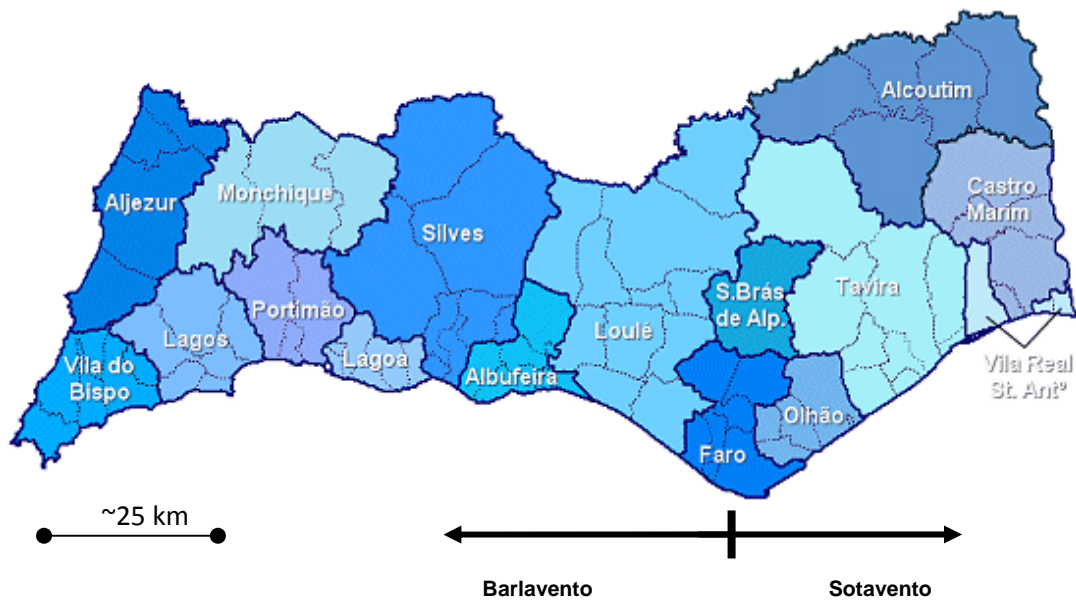 Alcoutim
Aljezur
Monchique
Castro
Marim
Silves
S.Brás
de Alp.
Tavira
Portimão
Lagos
Loulé
Lagoa
Vila do
Bispo
Albufeira
Vila Real
St. Antº
Olhão
Faro
~25 km
Barlavento
Sotavento